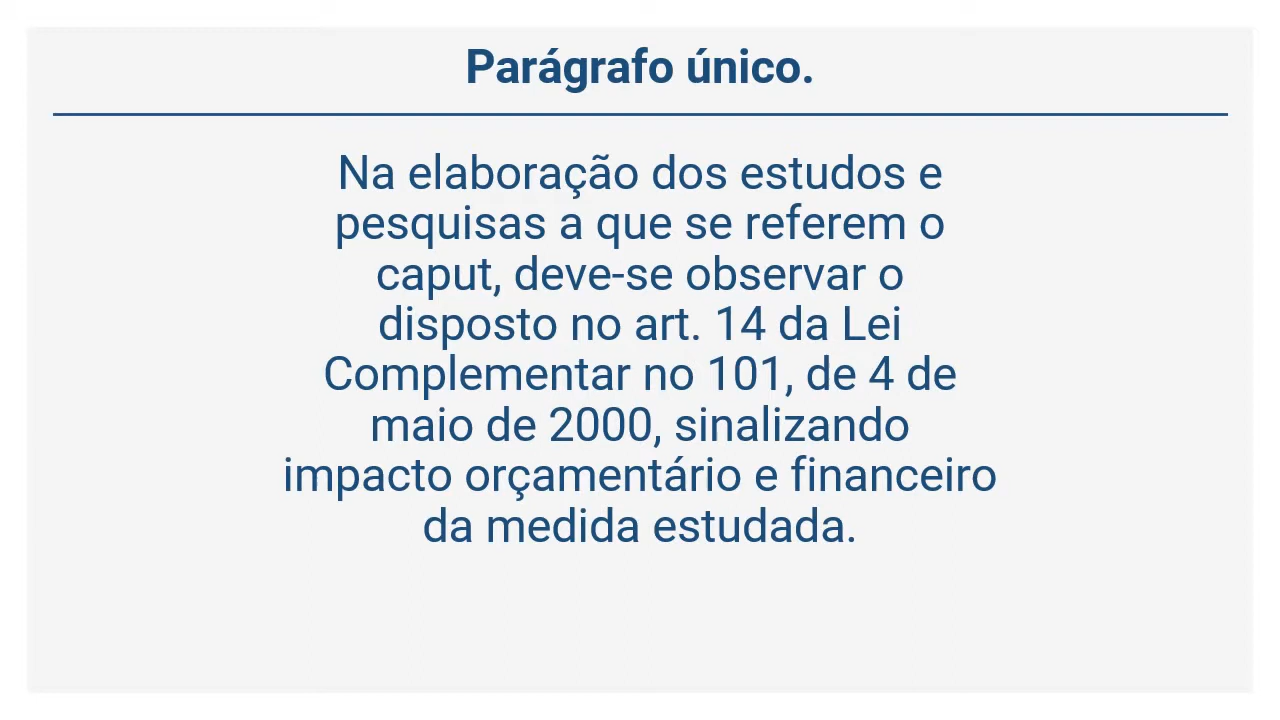 Parágrafo único.
Na elaboração dos estudos e
pesquisas a que se referem o
caput, deve-se observar o
disposto no art. 14 da Lei
Complementar no 101, de 4 de
maio de 2000, sinalizando
impacto orçamentário e financeiro
da medida estudada.